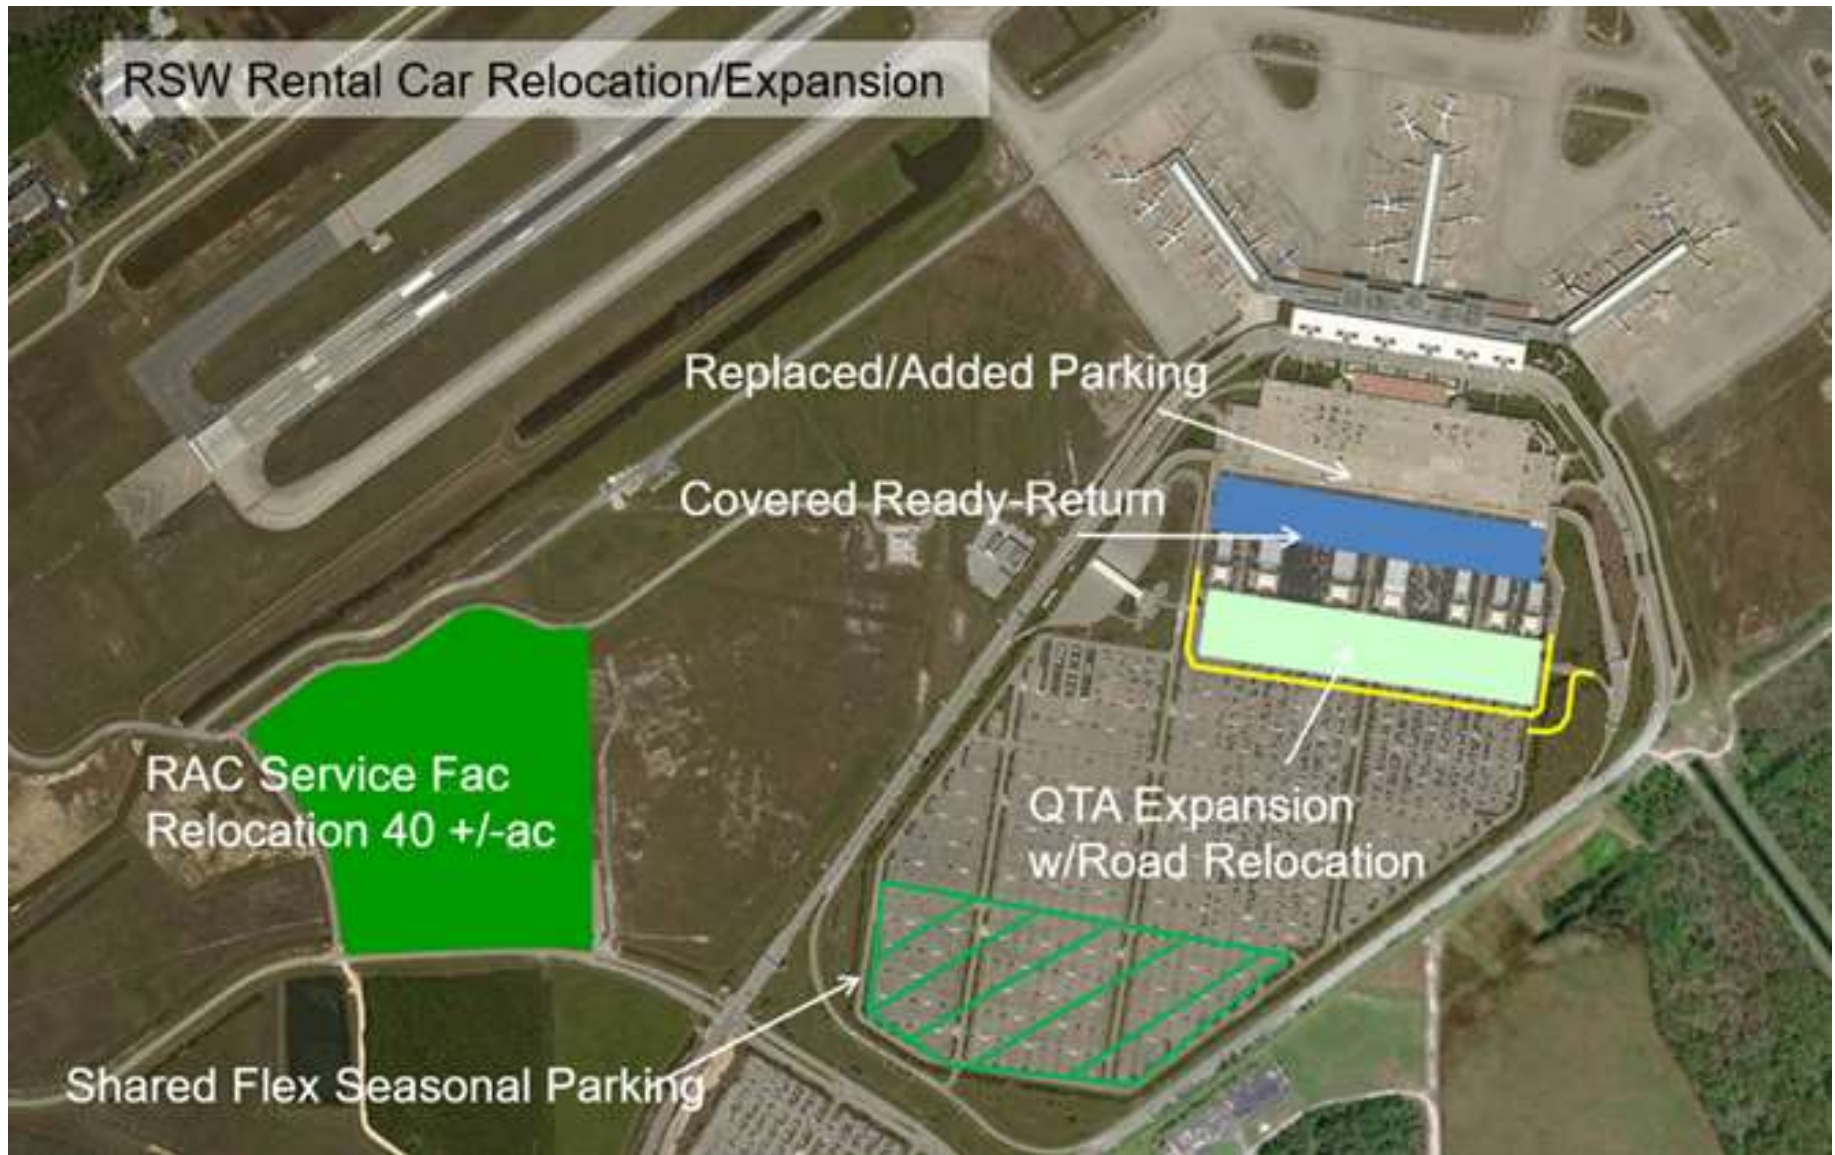 RSW Rental Car Relocation/Expansion
Replaced/Added Parking
Covered Ready-Return
RAC Service Fac
Relocation 40 +/-ac
QTA Expansion
w/Road Relocation
Shared Flex Seasonal Parking